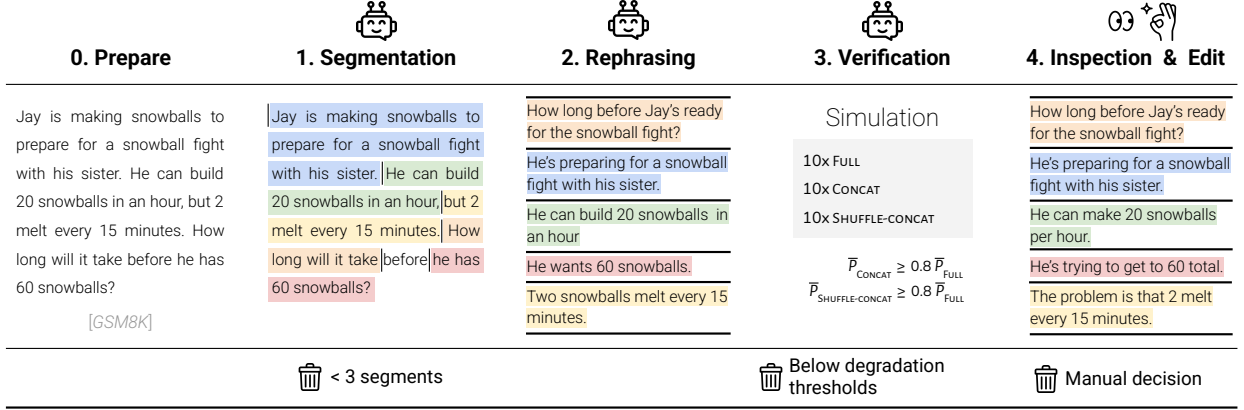 0. Prepare
1. Segmentation
2. Rephrasing
3. Verification
4. Inspection & Edit
Jay is making snowballs to
prepare for a snowball fight
with his sister. He can build
20 snowballs in an hour, but 2
melt every 15 minutes. How
long will it take before he has
60 snowballs?
[GSM8K]
Jay is making snowballs to
prepare for a snowball fight
with his sister. He can build
20 snowballs in an hour, but 2
melt every 15 minutes. How
long will it take before he has
60 snowballs?
How long before Jay's ready
for the snowball fight?
He's preparing for a snowball
fight with his sister.
He can build 20 snowballs in
an hour
He wants 60 snowballs.
Two snowballs melt every 15
minutes.
Simulation
10x FULL
10x CONCAT
10x SHUFFLE-CONCAT
P̅_CONCAT ≥ 0.8 P̅_FULL
P̅_SHUFFLE-CONCAT ≥ 0.8 P̅_FULL
How long before Jay's ready
for the snowball fight?
He's preparing for a snowball
fight with his sister.
He can make 20 snowballs
per hour.
He's trying to get to 60 total.
The problem is that 2 melt
every 15 minutes.
< 3 segments
Below degradation
thresholds
Manual decision